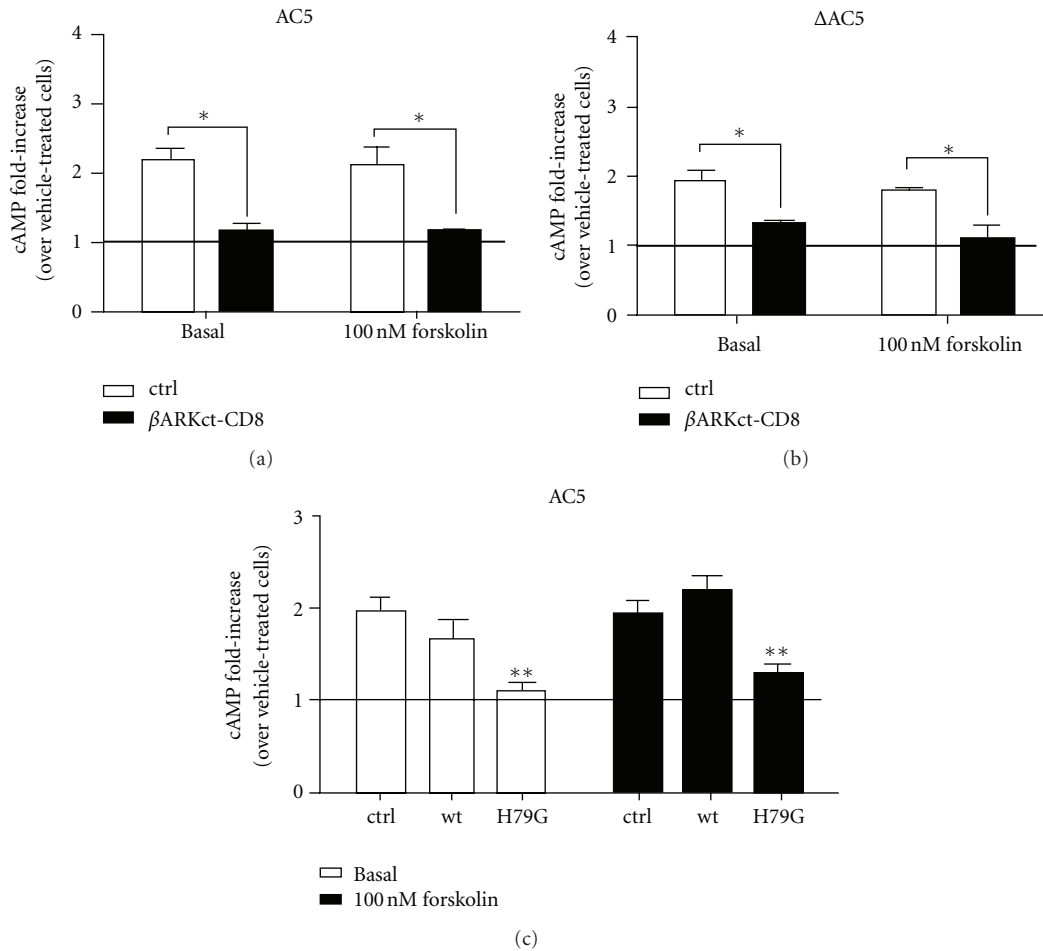 AC5
cAMP fold-increase
(over vehicle-treated cells)
4
3
2
1
0
*
*
Basal
100 nM forskolin
ctrl
βARKct-CD8
(a)
ΔAC5
cAMP fold-increase
(over vehicle-treated cells)
4
3
2
1
0
*
*
Basal
100 nM forskolin
ctrl
βARKct-CD8
(b)
AC5
cAMP fold-increase
(over vehicle-treated cells)
3
2
1
0
**
**
ctrl wt H79G ctrl wt H79G
Basal
100 nM forskolin
(c)